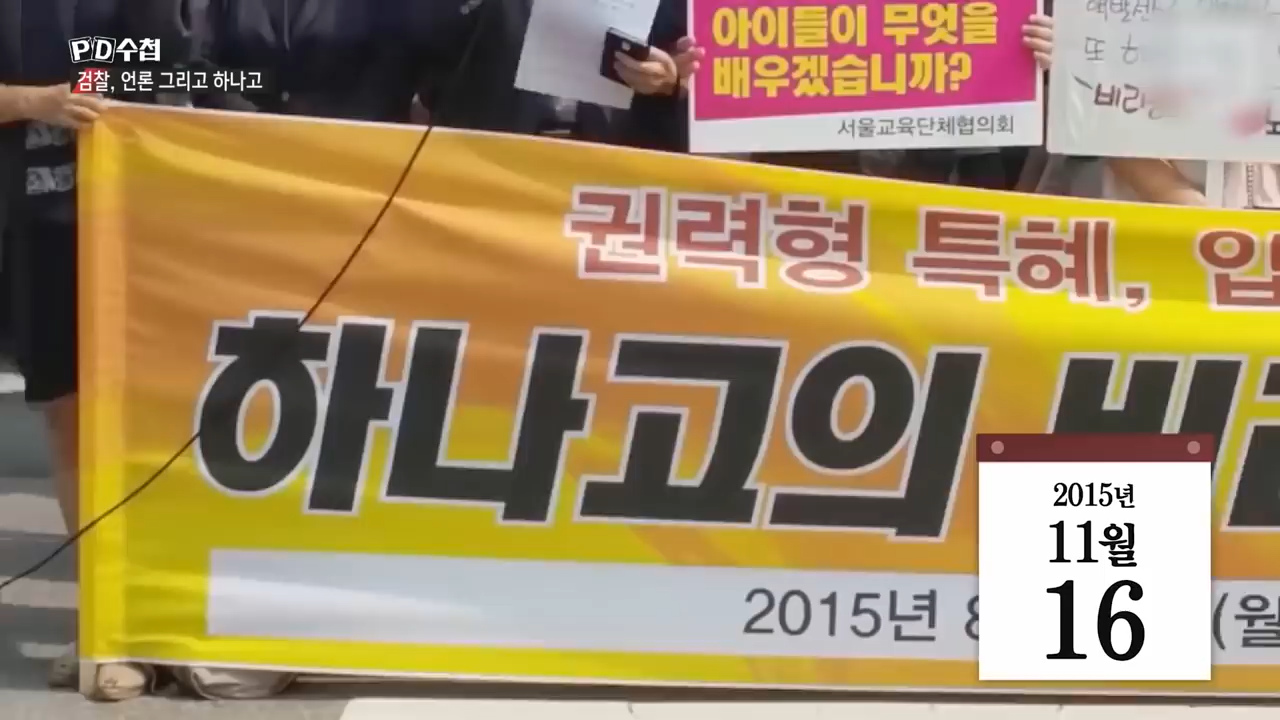 PD수첩
검찰, 언론 그리고 하나고
아이들이 무엇을
배우겠습니까?
서울교육단체협의회
또
권력형 특혜,
하나고의
2015년
(월
2015년
11월
16